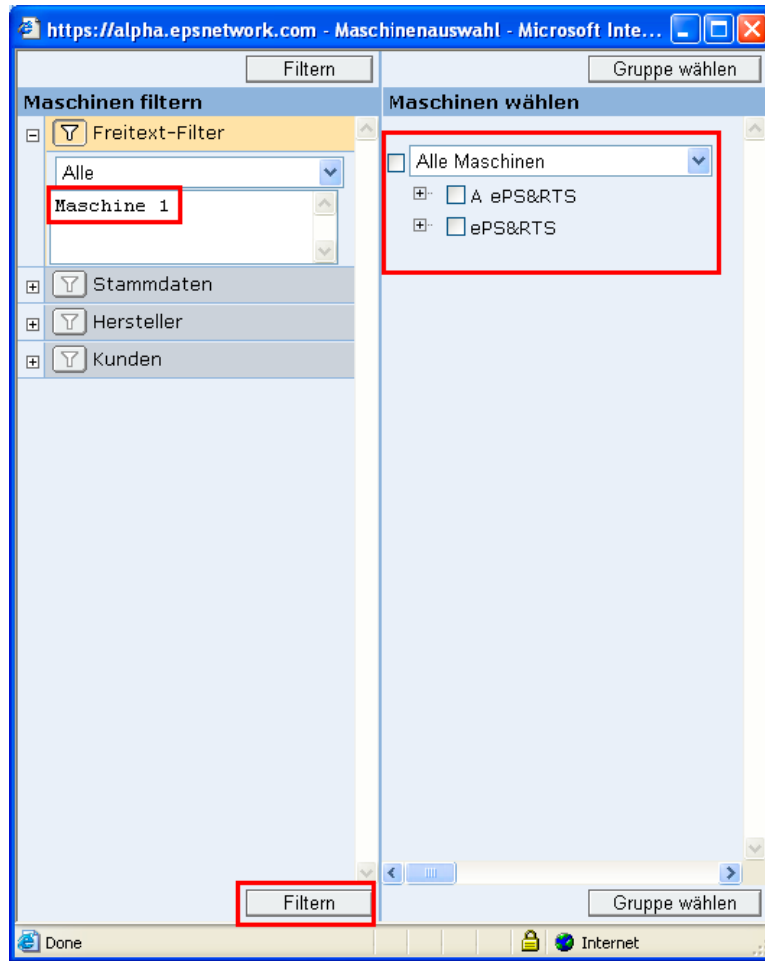 https://alpha.epsnetwork.com - Maschinenauswahl - Microsoft Inte...
Filtern
Gruppe wählen
Maschinen filtern
Maschinen wählen
Freitext-Filter
Alle
Maschine 1
Alle Maschinen
A ePS&RTS
ePS&RTS
Stammdaten
Hersteller
Kunden
Filtern
Gruppe wählen
Done
Internet